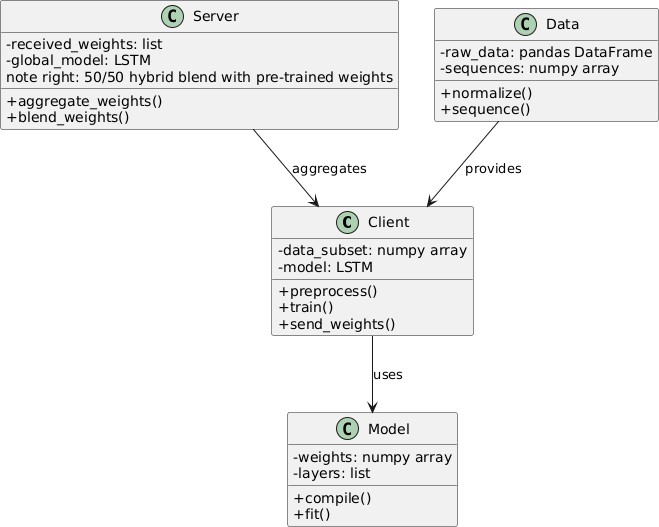 C Server
-received_weights: list
-global_model: LSTM
note right: 50/50 hybrid blend with pre-trained weights
+aggregate_weights()
+blend_weights()
C Data
-raw_data: pandas DataFrame
-sequences: numpy array
+normalize()
+sequence()
aggregates
provides
C Client
-data_subset: numpy array
-model: LSTM
+preprocess()
+train()
+send_weights()
uses
C Model
-weights: numpy array
-layers: list
+compile()
+fit()